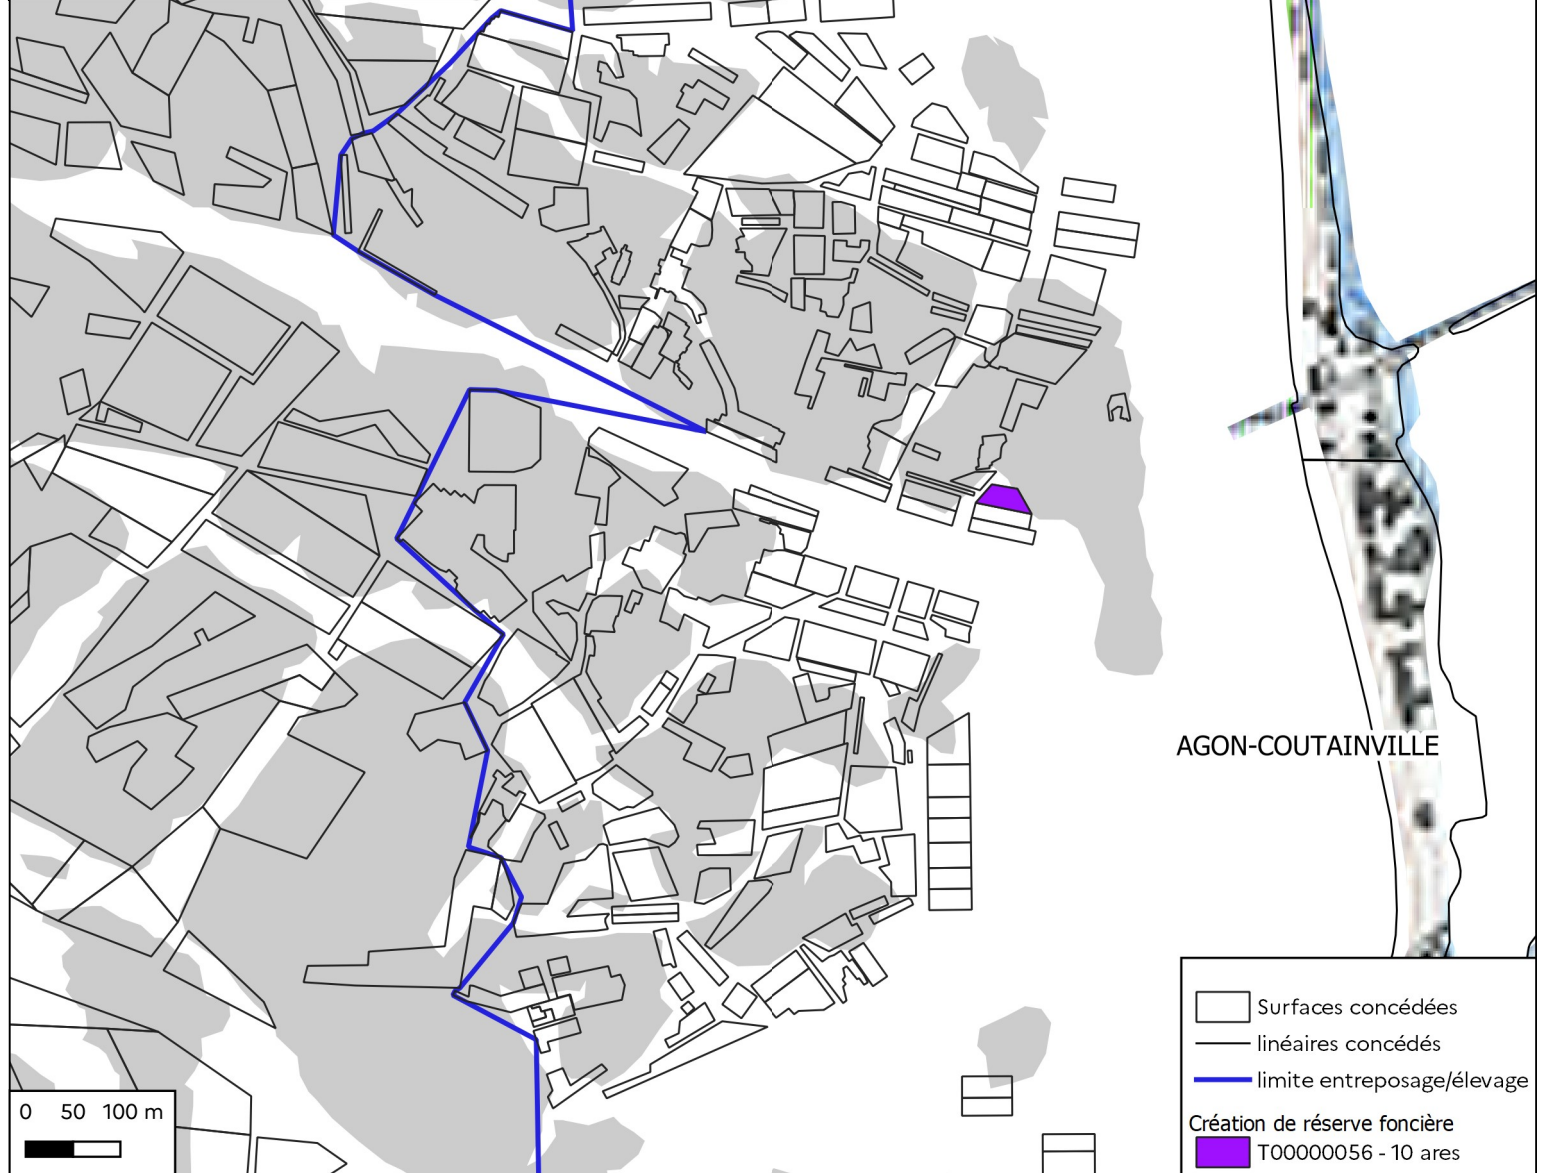 AGON-COUTAINVILLE
Surfaces concédées
linéaires concédés
limite entreposage/élevage
Création de réserve foncière
T00000056 - 10 ares
0 50 100 m